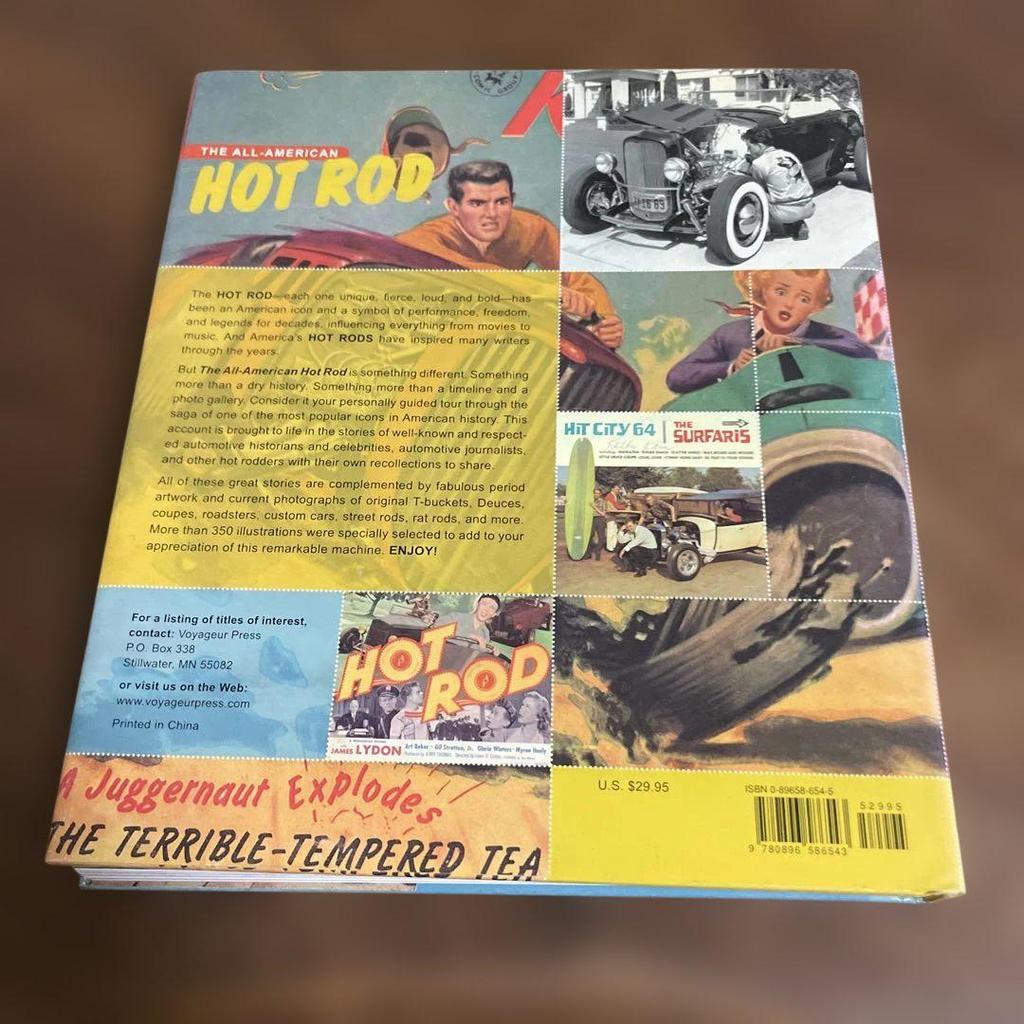 COMIC GROUP
THE ALL-AMERICAN
HOT ROD
The HOT ROD—each one unique, fierce, loud, and bold—has
been an American icon and a symbol of performance, freedom,
and legends for decades, influencing everything from movies to
music. And America's HOT RODS have inspired many writers
through the years.
But The All-American Hot Rod is something different. Something
more than a dry history. Something more than a timeline and a
photo gallery. Consider it your personally guided tour through the
saga of one of the most popular icons in American history. This
account is brought to life in the stories of well-known and respect-
ed automotive historians and celebrities, automotive journalists,
and other hot rodders with their own recollections to share.
All of these great stories are complemented by fabulous period
artwork and current photographs of original T-buckets, Deuces,
coupes, roadsters, custom cars, street rods, rat rods, and more.
More than 350 illustrations were specially selected to add to your
appreciation of this remarkable machine. ENJOY!
HIT CITY 64 | THE SURFARIS
For a listing of titles of interest,
contact: Voyageur Press
P.O. Box 338
Stillwater, MN 55082
or visit us on the Web:
www.voyageurpress.com
Printed in China
HOT
ROD
JAMES LYDON
Art Baker · Gil Stratton, Jr. Gloria Winters · Myron Healy
A Juggernaut Explodes
THE TERRIBLE-TEMPERED TEA
U.S. $29.95
ISBN 0-89658-654-5
52995
9 780896 586543